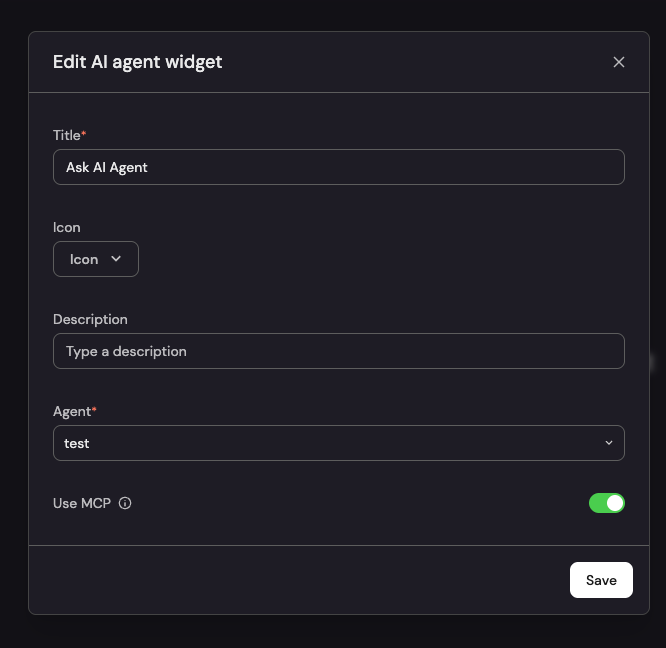 Edit AI agent widget
Title*
Ask AI Agent
Icon
Icon
Description
Type a description
Agent*
test
Use MCP
Save